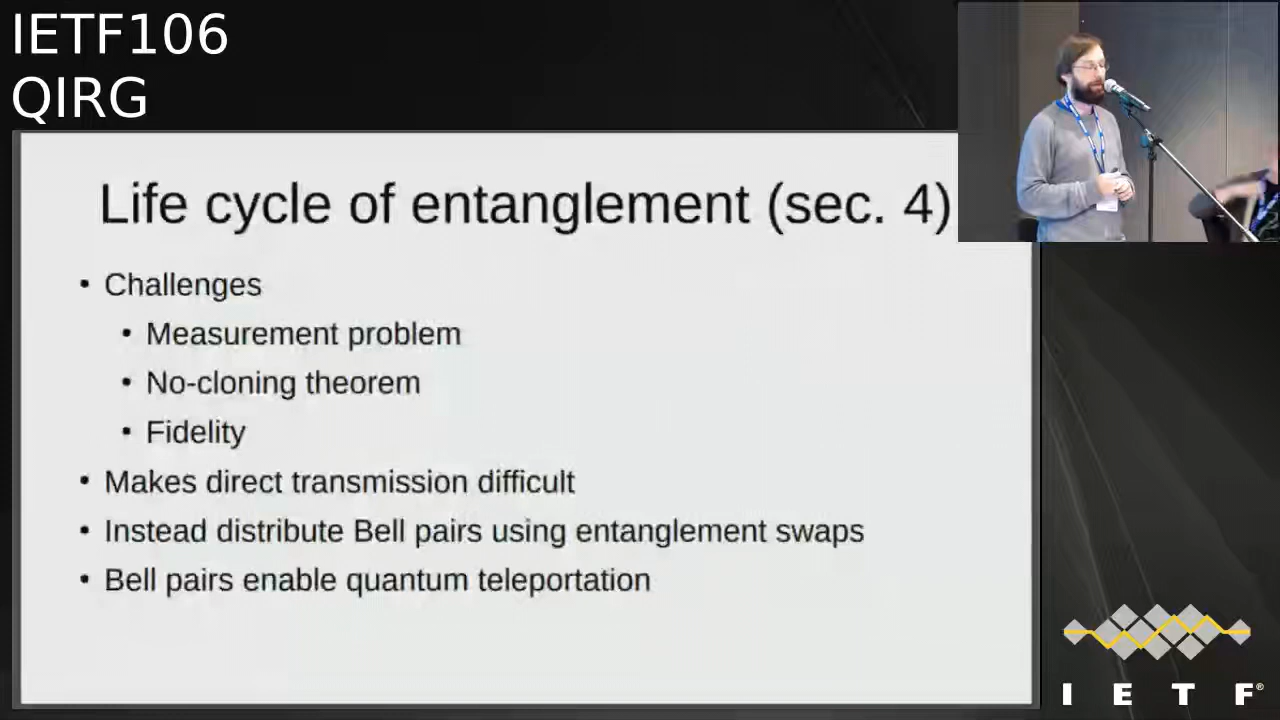 IETF106
QIRG
Life cycle of entanglement (sec. 4)
• Challenges
• Measurement problem
• No-cloning theorem
• Fidelity
• Makes direct transmission difficult
• Instead distribute Bell pairs using entanglement swaps
• Bell pairs enable quantum teleportation
I E T F®